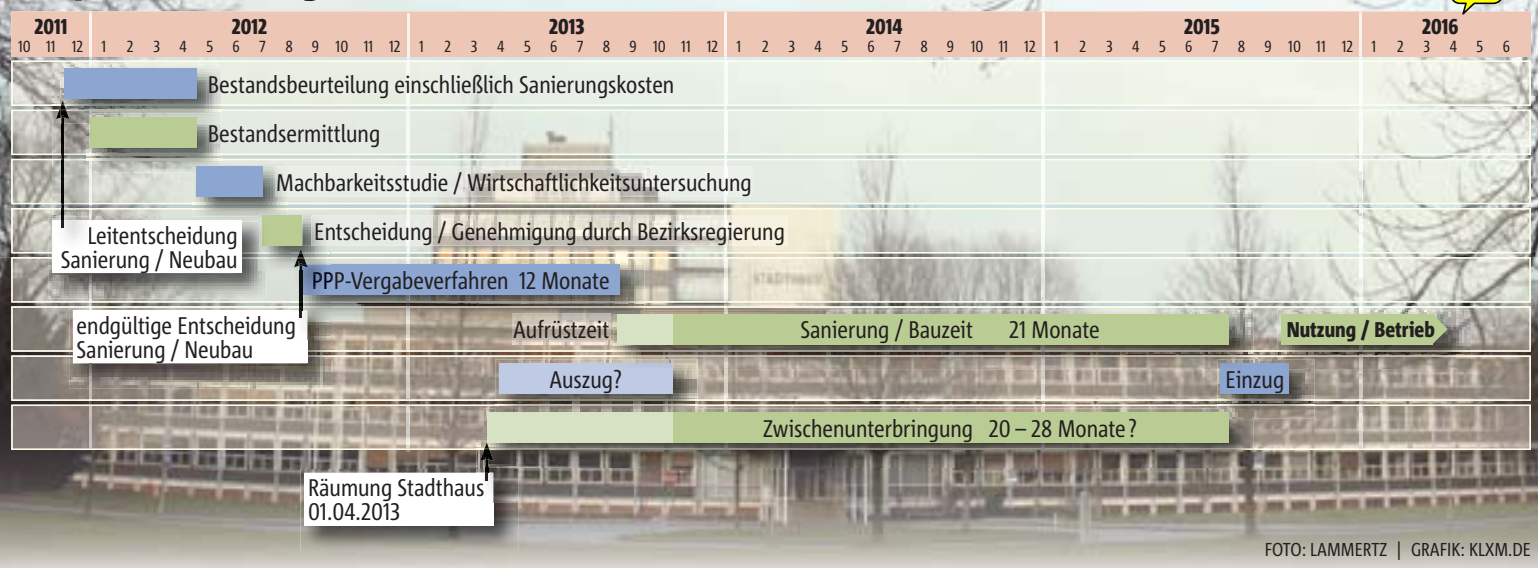 2011 2012 2013 2014 2015 2016
10 11 12 1 2 3 4 5 6 7 8 9 10 11 12 1 2 3 4 5 6 7 8 9 10 11 12 1 2 3 4 5 6 7 8 9 10 11 12 1 2 3 4 5 6 7 8 9 10 11 12 1 2 3 4 5 6
Bestandsbeurteilung einschließlich Sanierungskosten
Bestandsermittlung
Machbarkeitsstudie / Wirtschaftlichkeitsuntersuchung
Leitentscheidung
Sanierung / Neubau
Entscheidung / Genehmigung durch Bezirksregierung
PPP-Vergabeverfahren 12 Monate
STADTHAUS
endgültige Entscheidung
Sanierung / Neubau
Aufrüstzeit Sanierung / Bauzeit 21 Monate Nutzung / Betrieb
Auszug? Einzug
Zwischenunterbringung 20 – 28 Monate?
Räumung Stadthaus
01.04.2013
FOTO: LAMMERTZ | GRAFIK: KLXM.DE